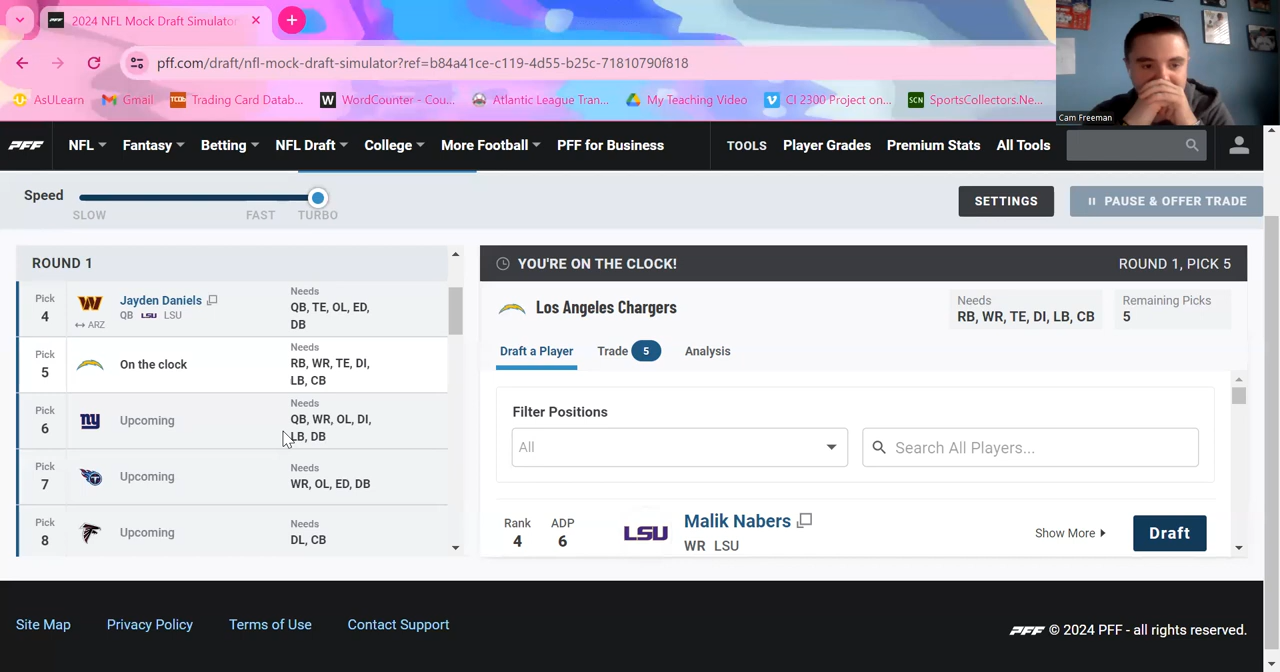 PFF 2024 NFL Mock Draft Simulator
pff.com/draft/nfl-mock-draft-simulator?ref=b84a41ce-c119-4d55-b25c-71810790f818
AsULearn
Gmail
TCDb Trading Card Datab...
W WordCounter - Cou...
Atlantic League Tran...
My Teaching Video
CI 2300 Project on...
SCN SportsCollectors.Ne...
Cam Freeman
PFF NFL Fantasy Betting NFL Draft College More Football PFF for Business TOOLS Player Grades Premium Stats All Tools
Speed
SLOW FAST TURBO
SETTINGS
PAUSE & OFFER TRADE
ROUND 1
Pick
4
W
ARZ
Jayden Daniels
QB LSU LSU
Needs
QB, TE, OL, ED,
DB
Pick
5
On the clock
Needs
RB, WR, TE, DI,
LB, CB
Pick
6
ny
Upcoming
Needs
QB, WR, OL, DI,
LB, DB
Pick
7
Upcoming
Needs
WR, OL, ED, DB
Pick
8
Upcoming
Needs
DL, CB
YOU'RE ON THE CLOCK!
ROUND 1, PICK 5
Los Angeles Chargers
Needs
RB, WR, TE, DI, LB, CB
Remaining Picks
5
Draft a Player
Trade 5
Analysis
Filter Positions
All
Search All Players...
Rank
4
ADP
6
LSU
Malik Nabers
WR LSU
Show More
Draft
Site Map Privacy Policy Terms of Use Contact Support
PFF © 2024 PFF - all rights reserved.